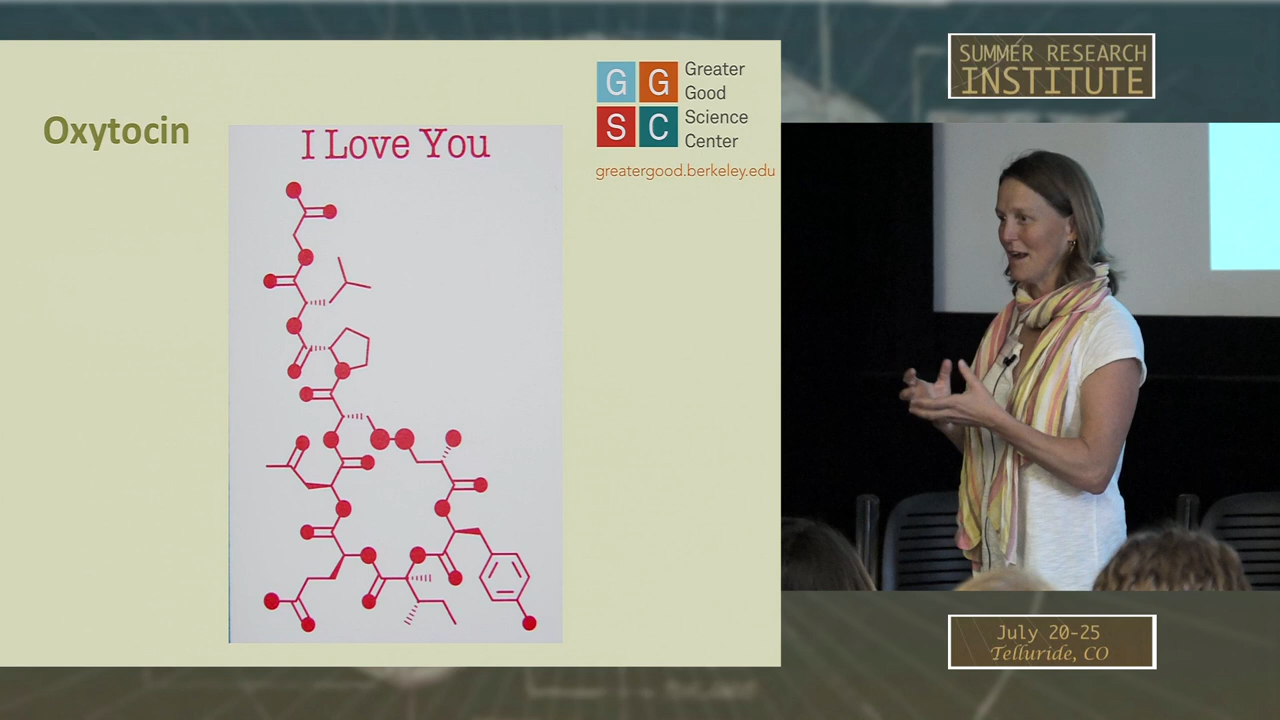 Oxytocin
I Love You
G G
S C
Greater
Good
Science
Center
greatergood.berkeley.edu
SUMMER RESEARCH
INSTITUTE
July 20-25
Telluride, CO